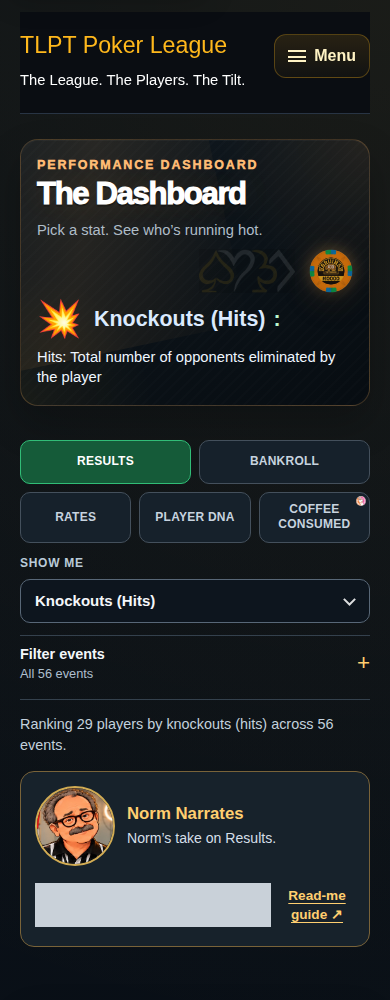 TLPT Poker League
Menu
The League. The Players. The Tilt.
PERFORMANCE DASHBOARD
The Dashboard
Pick a stat. See who's running hot.
Knockouts (Hits) :
Hits: Total number of opponents eliminated by
the player
RESULTS
BANKROLL
RATES
PLAYER DNA
COFFEE
CONSUMED
SHOW ME
Knockouts (Hits)
Filter events
All 56 events
+
Ranking 29 players by knockouts (hits) across 56
events.
Norm Narrates
Norm's take on Results.
Read-me
guide ↗